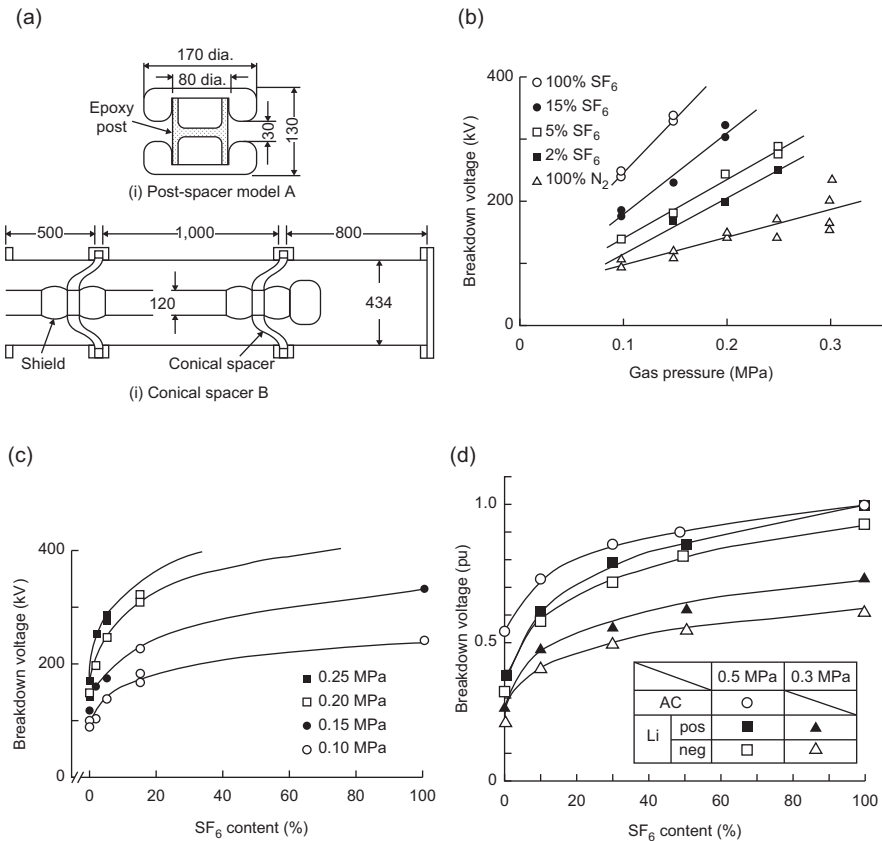 (a)
170 dia.
80 dia.
Epoxy
post
30
130
(i) Post-spacer model A
500
1,000
800
120
434
Shield
Conical spacer
(i) Conical spacer B
(b)
Breakdown voltage (kV)
400
200
0
100% SF6
15% SF6
5% SF6
2% SF6
100% N2
0
0.1
0.2
0.3
Gas pressure (MPa)
(c)
Breakdown voltage (kV)
400
300
200
0
0.25 MPa
0.20 MPa
0.15 MPa
0.10 MPa
0
20
40
60
80
100
SF6 content (%)
(d)
Breakdown voltage (pu)
1.0
0.5
0
0.5 MPa
0.3 MPa
AC
Li
pos
neg
0
20
40
60
80
100
SF6 content (%)